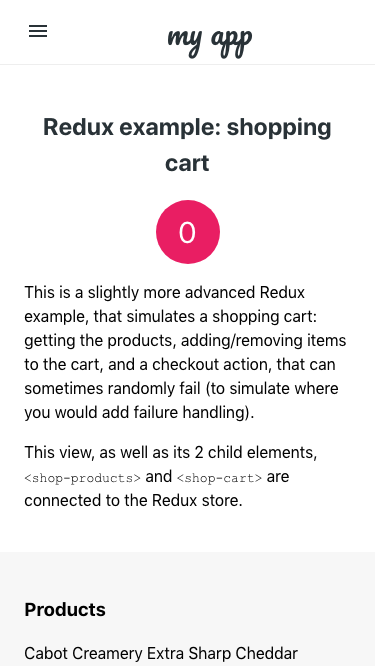 my app
Redux example: shopping
cart
0
This is a slightly more advanced Redux
example, that simulates a shopping cart:
getting the products, adding/removing items
to the cart, and a checkout action, that can
sometimes randomly fail (to simulate where
you would add failure handling).
This view, as well as its 2 child elements,
<shop-products> and <shop-cart> are
connected to the Redux store.
Products
Cabot Creamery Extra Sharp Cheddar